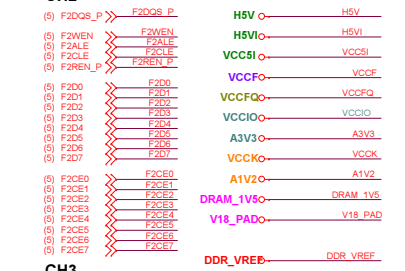 (5) F2DQS_P F2DQS_P
(5) F2WEN F2WEN
(5) F2ALE F2ALE
(5) F2CLE F2CLE
(5) F2REN_P F2REN_P
(5) F2D0 F2D0
(5) F2D1 F2D1
(5) F2D2 F2D2
(5) F2D3 F2D3
(5) F2D4 F2D4
(5) F2D5 F2D5
(5) F2D6 F2D6
(5) F2D7 F2D7
(5) F2CE0 F2CE0
(5) F2CE1 F2CE1
(5) F2CE2 F2CE2
(5) F2CE3 F2CE3
(5) F2CE4 F2CE4
(5) F2CE5 F2CE5
(5) F2CE6 F2CE6
(5) F2CE7 F2CE7
CH3
H5V H5V
H5VI H5VI
VCC5I VCC5I
VCCF VCCF
VCCFQ VCCFQ
VCCIO VCCIO
A3V3 A3V3
VCCK VCCK
A1V2 A1V2
DRAM_1V5 DRAM_1V5
V18_PAD V18_PAD
DDR_VREF DDR_VREF